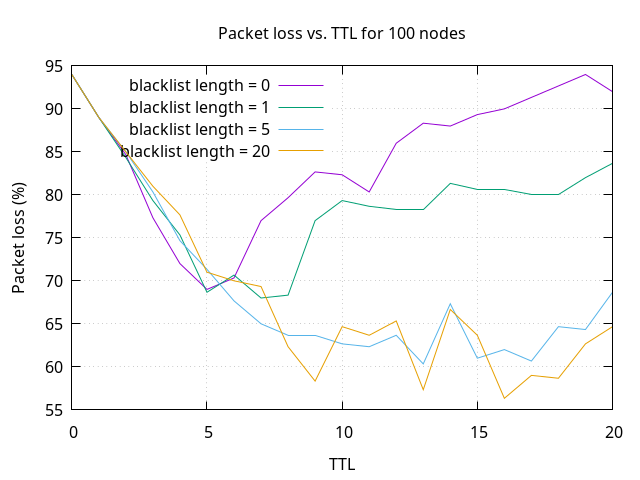 Packet loss vs. TTL for 100 nodes
95
90
85
80
75
70
65
60
55
Packet loss (%)
blacklist length = 0
blacklist length = 1
blacklist length = 5
blacklist length = 20
0
5
10
15
20
TTL